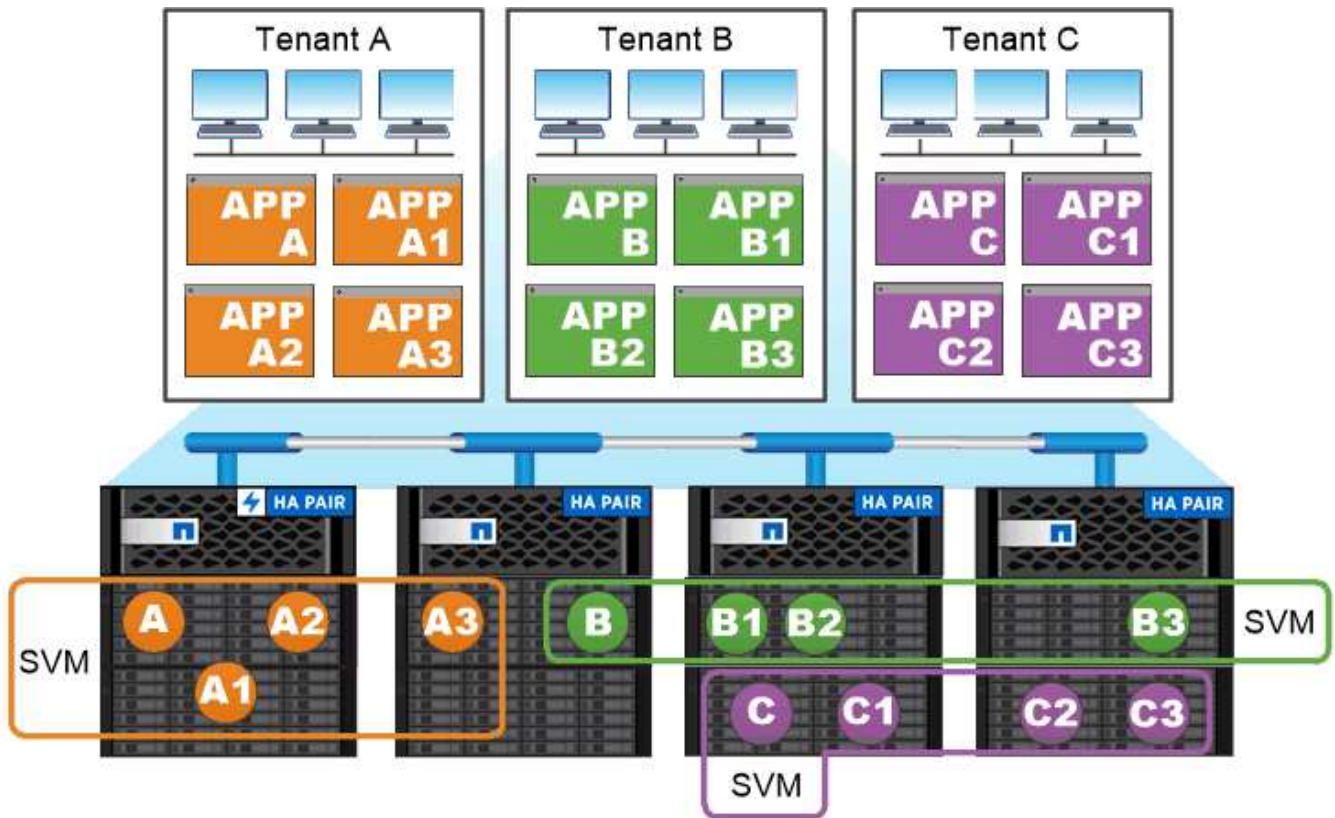 Tenant A
Tenant B
Tenant C
APP
A
APP
A1
APP
B
APP
B1
APP
C
APP
C1
APP
A2
APP
A3
APP
B2
APP
B3
APP
C2
APP
C3
HA PAIR
HA PAIR
HA PAIR
HA PAIR
SVM
A
A2
A1
A3
B
B1
B2
B3
SVM
C
C1
C2
C3
SVM